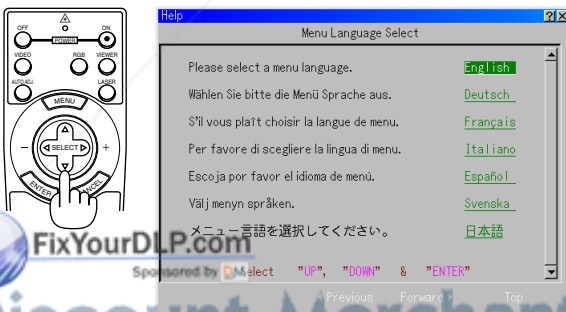 OFF ON
POWER
VIDEO RGB VIEWER
AUTO ADJ. LASER
MENU
SELECT
ENTER CANCEL
Help
Menu Language Select
Please select a menu language. English
Wählen Sie bitte die Menü Sprache aus. Deutsch
S'il vous plaît choisir la langue de menu. Français
Per favore di scegliere la lingua di menu. Italiano
Escoja por favor el idioma de menú. Español
Välj menyn språken. Svenska
メニュー言語を選択してください。 日本語
Select "UP", "DOWN" & "ENTER"
Previous Forward Top
FixYourDLP.com
Sponsored by DM
Discount Merchant